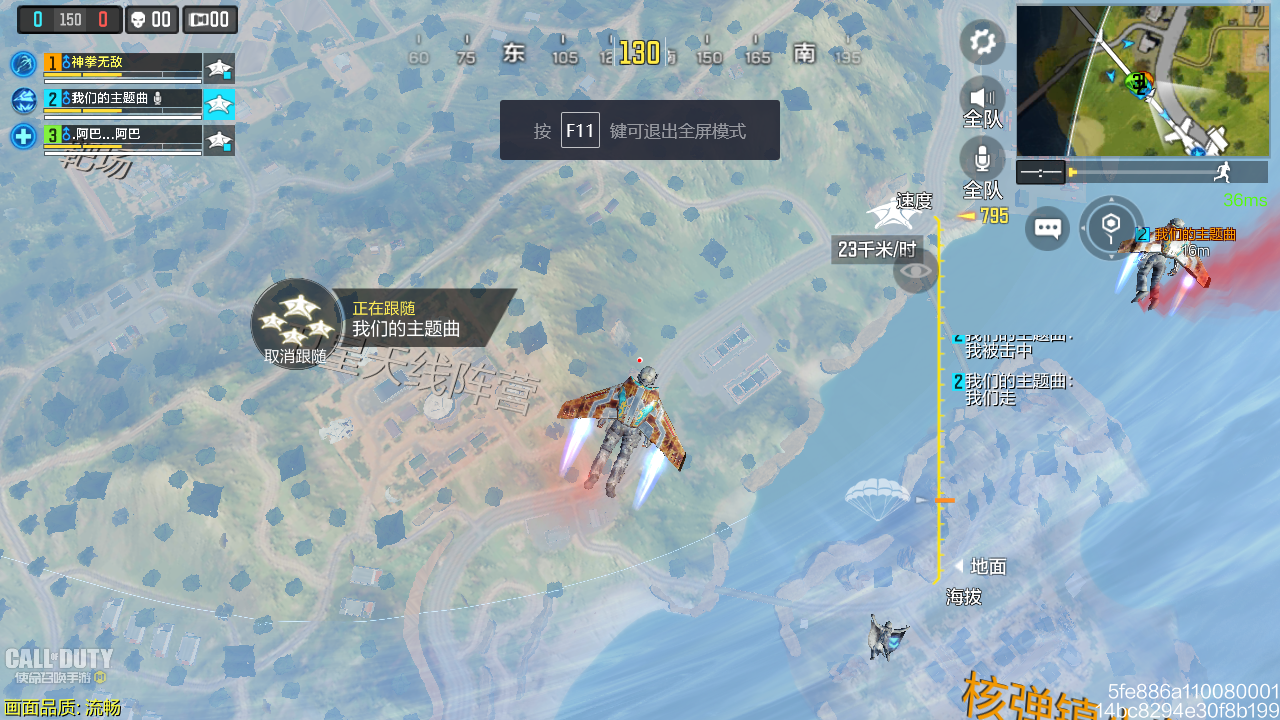 0 150 0 00 00
1 神拳无敌
2 我们的主题曲
3 .阿巴...阿巴
靶场
60 75 东 105 130 150 165 南 195
按 F11 键可退出全屏模式
全队
全队
36ms
速度
795
23千米/时
2 我们的主题曲
16m
正在跟随
我们的主题曲
取消跟随
星天线阵营
2 我们的主题曲:
我被击中
2 我们的主题曲:
我们走
地面
海拔
CALL OF DUTY
使命召唤手游
画面品质: 流畅
核弹镇
5fe886a110080001
14bc8294e30f8b199